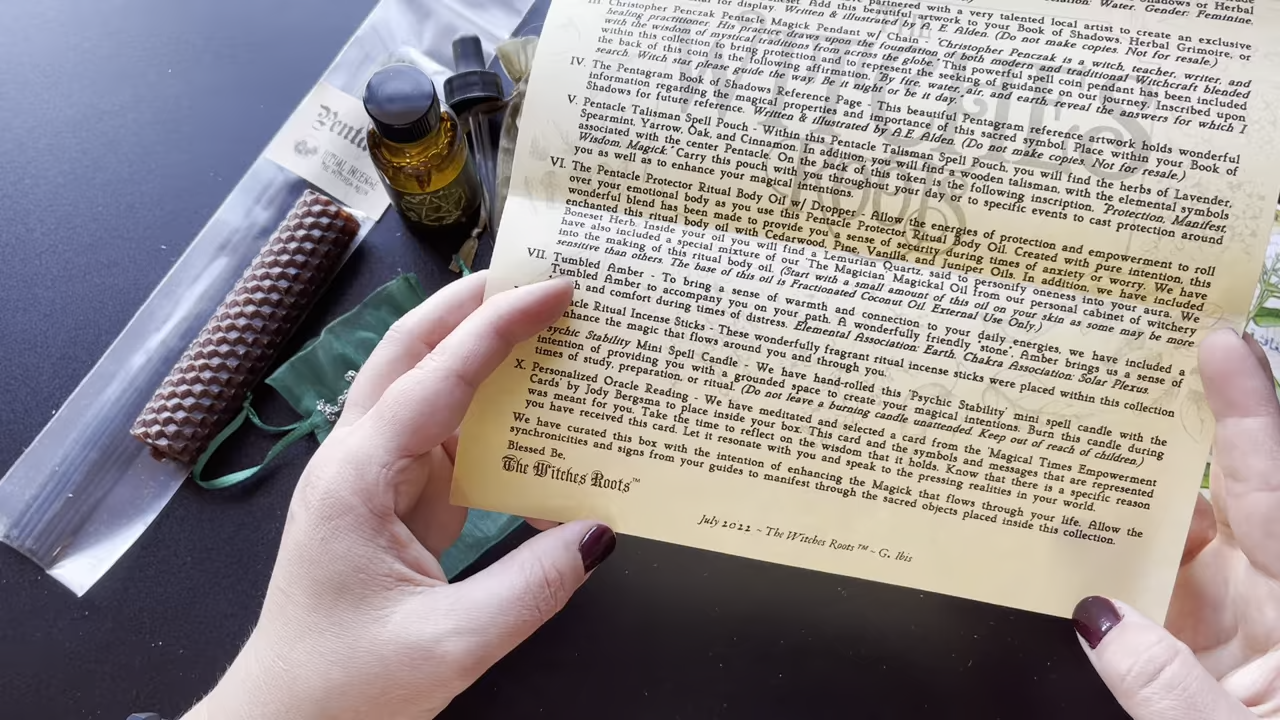 partnered with a very talented local artist to create an exclusive
for display. Written & illustrated by A. E. Alden. (Do not make copies. Not for resale.)
III. Christopher Penczak Pentacle Magick Pendant w/ Chain - 'Christopher Penczak is a witch, teacher, writer, and
healing practitioner. His practice draws upon the foundation of both modern and traditional Witchcraft blended
with the wisdom of mystical traditions from across the globe.' This powerful spell coin pendant has been included
within this collection to bring protection and to represent the seeking of guidance on our journey. Inscribed upon
the back of this coin is the following affirmation. 'By fire, water, air, and earth, reveal the answers for which I
search. Witch star please guide the way. Be it night or be it day.'
IV. The Pentagram Book of Shadows Reference Page - This beautiful Pentagram reference artwork holds wonderful
information regarding the magical properties and importance of this sacred symbol. Place within your Book of
Shadows for future reference. Written & illustrated by A.E. Alden. (Do not make copies. Not for resale.)
V. Pentacle Talisman Spell Pouch - Within this Pentacle Talisman Spell Pouch, you will find the herbs of Lavender,
Spearmint, Yarrow, Oak, and Cinnamon. In addition you will find a wooden talisman, with the elemental symbols
associated with the center Pentacle. On the back of this token is the following inscription. 'Protection, Manifest,
Wisdom, Magick.' Carry this pouch with you throughout your day or to specific events to cast protection around
you as well as to enhance your magical intentions.
VI. The Pentacle Protector Ritual Body Oil w/ Dropper - Allow the energies of protection and empowerment to roll
over your emotional body as you use this Pentacle Protector Ritual Body Oil. Created with pure intention, this
wonderful blend has been made to provide you a sense of security during times of anxiety or worry. We have
enchanted this ritual body oil with Cedarwood, Pine, Vanilla, and Juniper Oils. In addition, we have included
Boneset Herb. Inside your oil you will find a Lemurian Quartz, said to personify oneness into your aura. We
have also included a special mixture of our 'The Magician' Magickal Oil from our personal cabinet of witchery
into the making of this ritual body oil. (Start with a small amount of this oil on your skin as some may be more
sensitive than others. The base of this oil is Fractionated Coconut Oil External Use Only.)
VII. Tumbled Amber - To bring a sense of warmth and connection to your daily energies, we have included a
Tumbled Amber to accompany you on your path. A wonderfully friendly 'stone', Amber brings us a sense of
and comfort during times of distress. Elemental Association: Earth. Chakra Association: Solar Plexus.
Ritual Incense Sticks - These wonderfully fragrant ritual incense sticks were placed within this collection
enhance the magic that flows around you and through you.
Psychic Stability Mini Spell Candle - We have hand-rolled this 'Psychic Stability' mini spell candle with the
intention of providing you with a grounded space to create your magical intentions. Burn this candle during
times of study, preparation, or ritual. (Do not leave a burning candle unattended Keep out of reach of children.)
X. Personalized Oracle Reading - We have meditated and selected a card from the 'Magical Times Empowerment
Cards' by Jody Bergsma to place inside your box. This card and the symbols and messages that are represented
was meant for you. Take the time to reflect on the wisdom that it holds. Know that there is a specific reason
you have received this card. Let it resonate with you and speak to the pressing realities in your world.
We have curated this box with the intention of enhancing the Magick that flows through your life. Allow the
synchronicities and signs from your guides to manifest through the sacred objects placed inside this collection.
Blessed Be,
The Witches Roots™
July 2022 ~ The Witches Roots™ ~ G. Ibis
RITUAL INCENSE